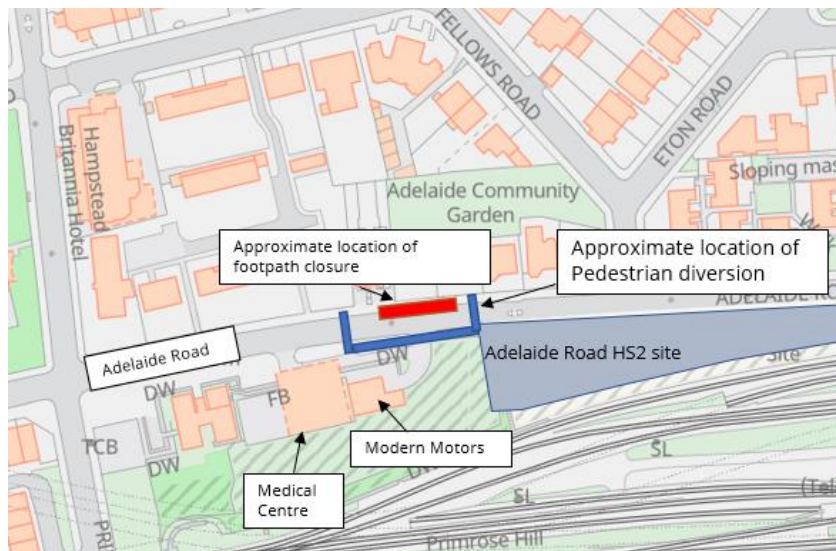 FELLOWS ROAD
ETON ROAD
Hampstead
Britannia Hotel
Sloping mas
Adelaide Community
Garden
Approximate location of
footpath closure
Approximate location of
Pedestrian diversion
ADELAIDE RO
Adelaide Road
DW
Adelaide Road HS2 site
Site
DW
FB
TCB
DW
Modern Motors
Medical
Centre
DW
SL
SL
(Tel
PRI
Primrose Hill